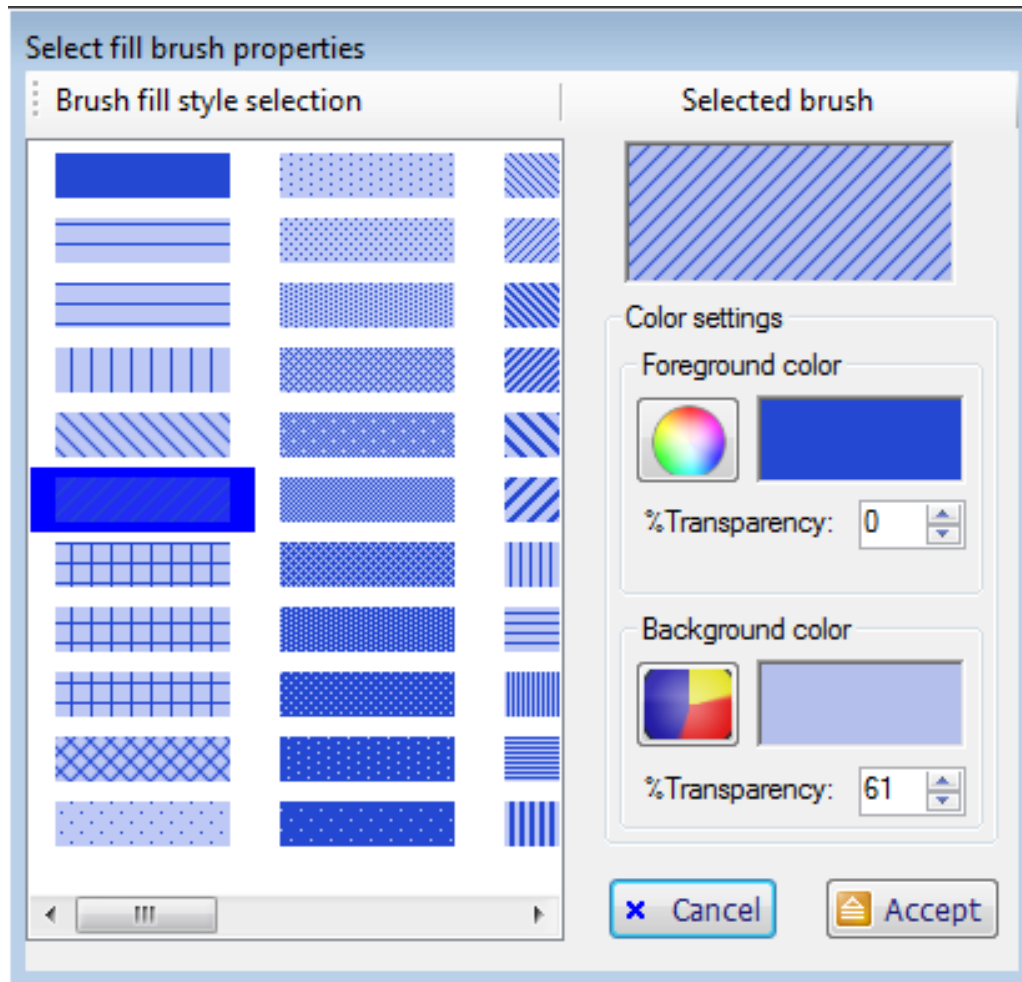 Select fill brush properties
Brush fill style selection
Selected brush
Color settings
Foreground color
%Transparency: 0
Background color
%Transparency: 61
Cancel
Accept